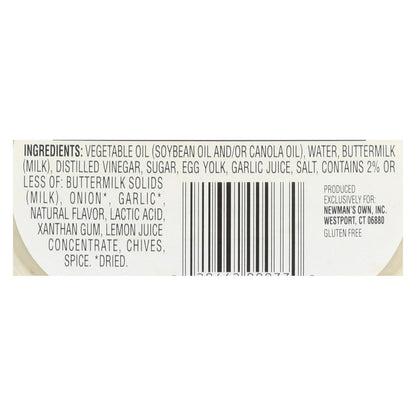 INGREDIENTS: VEGETABLE OIL (SOYBEAN OIL AND/OR CANOLA OIL), WATER, BUTTERMILK
(MILK), DISTILLED VINEGAR, SUGAR, EGG YOLK, GARLIC JUICE, SALT, CONTAINS 2% OR
LESS OF: BUTTERMILK SOLIDS
(MILK), ONION*, GARLIC*,
NATURAL FLAVOR, LACTIC ACID,
XANTHAN GUM, LEMON JUICE
CONCENTRATE, CHIVES,
SPICE. *DRIED.
PRODUCED
EXCLUSIVELY FOR:
NEWMAN'S OWN, INC.
WESTPORT, CT 06880
GLUTEN FREE